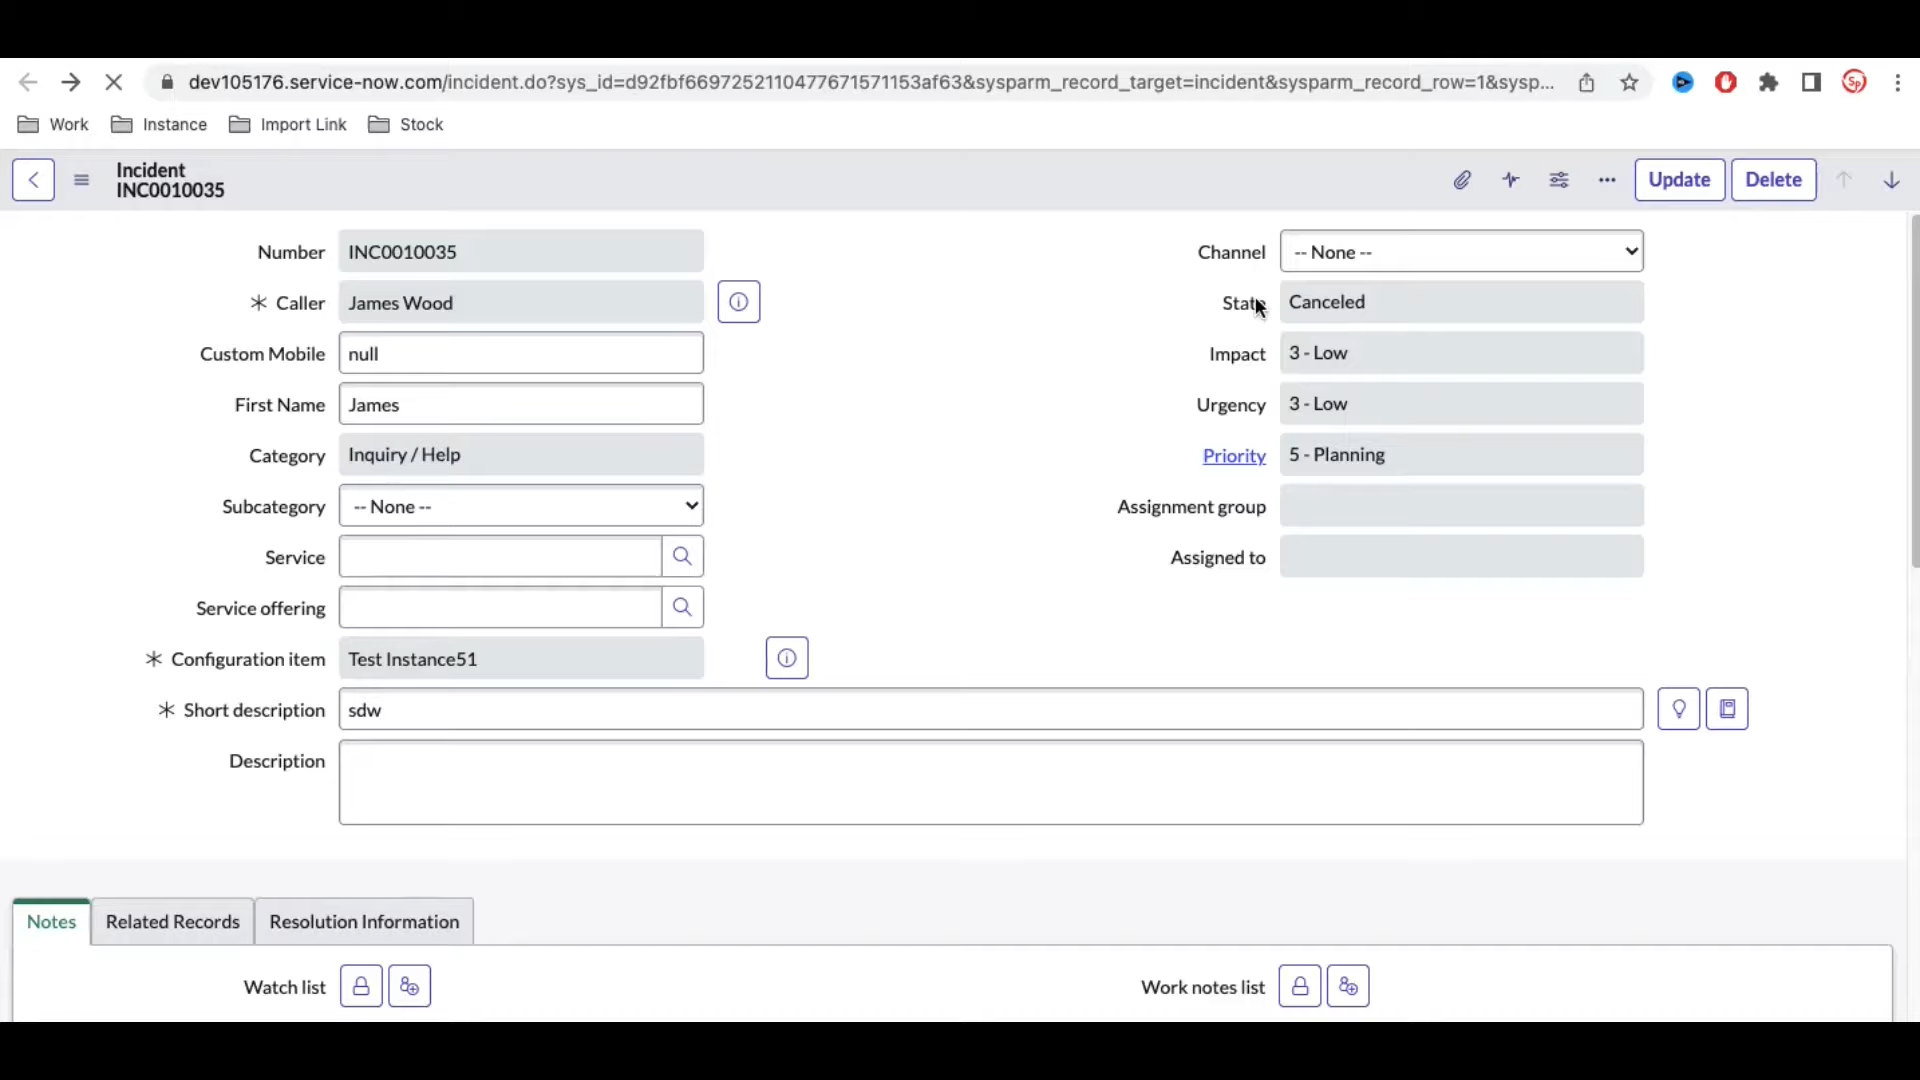 dev105176.service-now.com/incident.do?sys_id=d92fbf6697252110477671571153af63&sysparm_record_target=incident&sysparm_record_row=1&sysp...
Sp
Work Instance Import Link Stock
Incident
INC0010035
Update Delete
Number INC0010035
Channel -- None --
* Caller James Wood
State Canceled
Custom Mobile null
Impact 3 - Low
First Name James
Urgency 3 - Low
Category Inquiry / Help
Priority 5 - Planning
Subcategory -- None --
Assignment group
Service
Assigned to
Service offering
* Configuration item Test Instance51
* Short description sdw
Description
Notes Related Records Resolution Information
Watch list
Work notes list